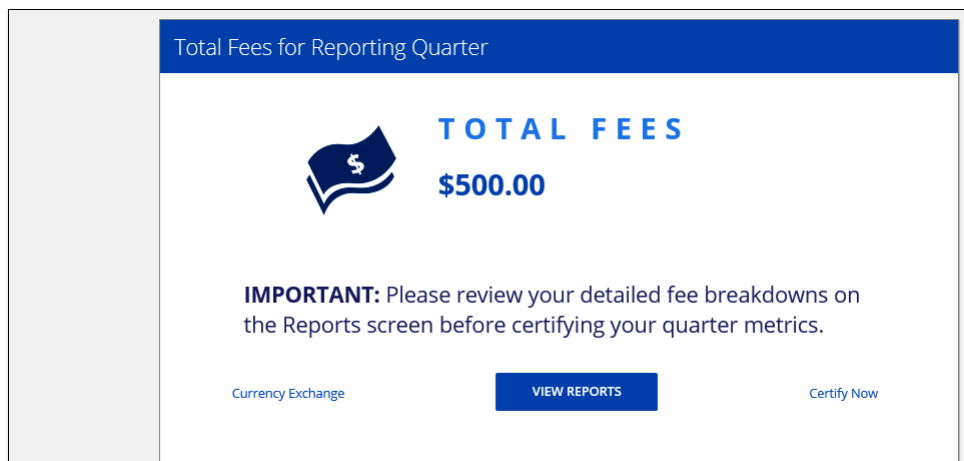 Total Fees for Reporting Quarter
TOTAL FEES
$
$500.00
IMPORTANT: Please review your detailed fee breakdowns on
the Reports screen before certifying your quarter metrics.
Currency Exchange
VIEW REPORTS
Certify Now